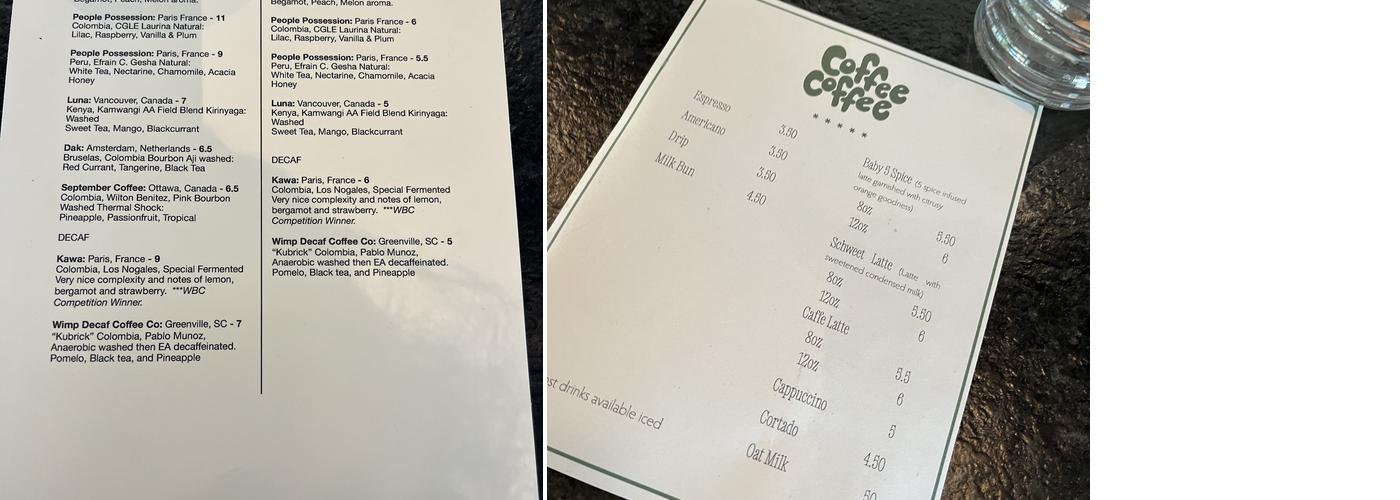 Bergamot, Peach, Melon aroma.
People Possession: Paris France - 11
Colombia, CGLE Laurina Natural:
Lilac, Raspberry, Vanilla & Plum
People Possession: Paris, France - 9
Peru, Efrain C. Gesha Natural:
White Tea, Nectarine, Chamomile, Acacia
Honey
Luna: Vancouver, Canada - 7
Kenya, Kamwangi AA Field Blend Kirinyaga:
Washed
Sweet Tea, Mango, Blackcurrant
Dak: Amsterdam, Netherlands - 6.5
Bruselas, Colombia Bourbon Aji washed:
Red Currant, Tangerine, Black Tea
September Coffee: Ottawa, Canada - 6.5
Colombia, Wilton Benitez, Pink Bourbon
Washed Thermal Shock:
Pineapple, Passionfruit, Tropical
DECAF
Kawa: Paris, France - 9
Colombia, Los Nogales, Special Fermented
Very nice complexity and notes of lemon,
bergamot and strawberry. ***WBC
Competition Winner.
Wimp Decaf Coffee Co: Greenville, SC - 7
“Kubrick” Colombia, Pablo Munoz,
Anaerobic washed then EA decaffeinated.
Pomelo, Black tea, and Pineapple
Begamot, Peach, Melon aroma.
People Possession: Paris France - 6
Colombia, CGLE Laurina Natural:
Lilac, Raspberry, Vanilla & Plum
People Possession: Paris, France - 5.5
Peru, Efrain C. Gesha Natural:
White Tea, Nectarine, Chamomile, Acacia
Honey
Luna: Vancouver, Canada - 5
Kenya, Kamwangi AA Field Blend Kirinyaga:
Washed
Sweet Tea, Mango, Blackcurrant
DECAF
Kawa: Paris, France - 6
Colombia, Los Nogales, Special Fermented
Very nice complexity and notes of lemon,
bergamot and strawberry. ***WBC
Competition Winner.
Wimp Decaf Coffee Co: Greenville, SC - 5
“Kubrick” Colombia, Pablo Munoz,
Anaerobic washed then EA decaffeinated.
Pomelo, Black tea, and Pineapple
Coffee
Coffee
*****
Espresso 3.50
Americano 3.50
Drip 3.50
Milk Bun 4.50
Baby 5 Spice (5 spice infused
latte garnished with citrusy
orange goodness)
8oz 5.50
12oz 6
Schweet Latte (Latte with
sweetened condensed milk)
8oz 5.50
12oz 6
Caffe Latte
8oz 5.5
12oz 6
Cappuccino 5
Cortado 4.50
Oat Milk .50
drinks available iced